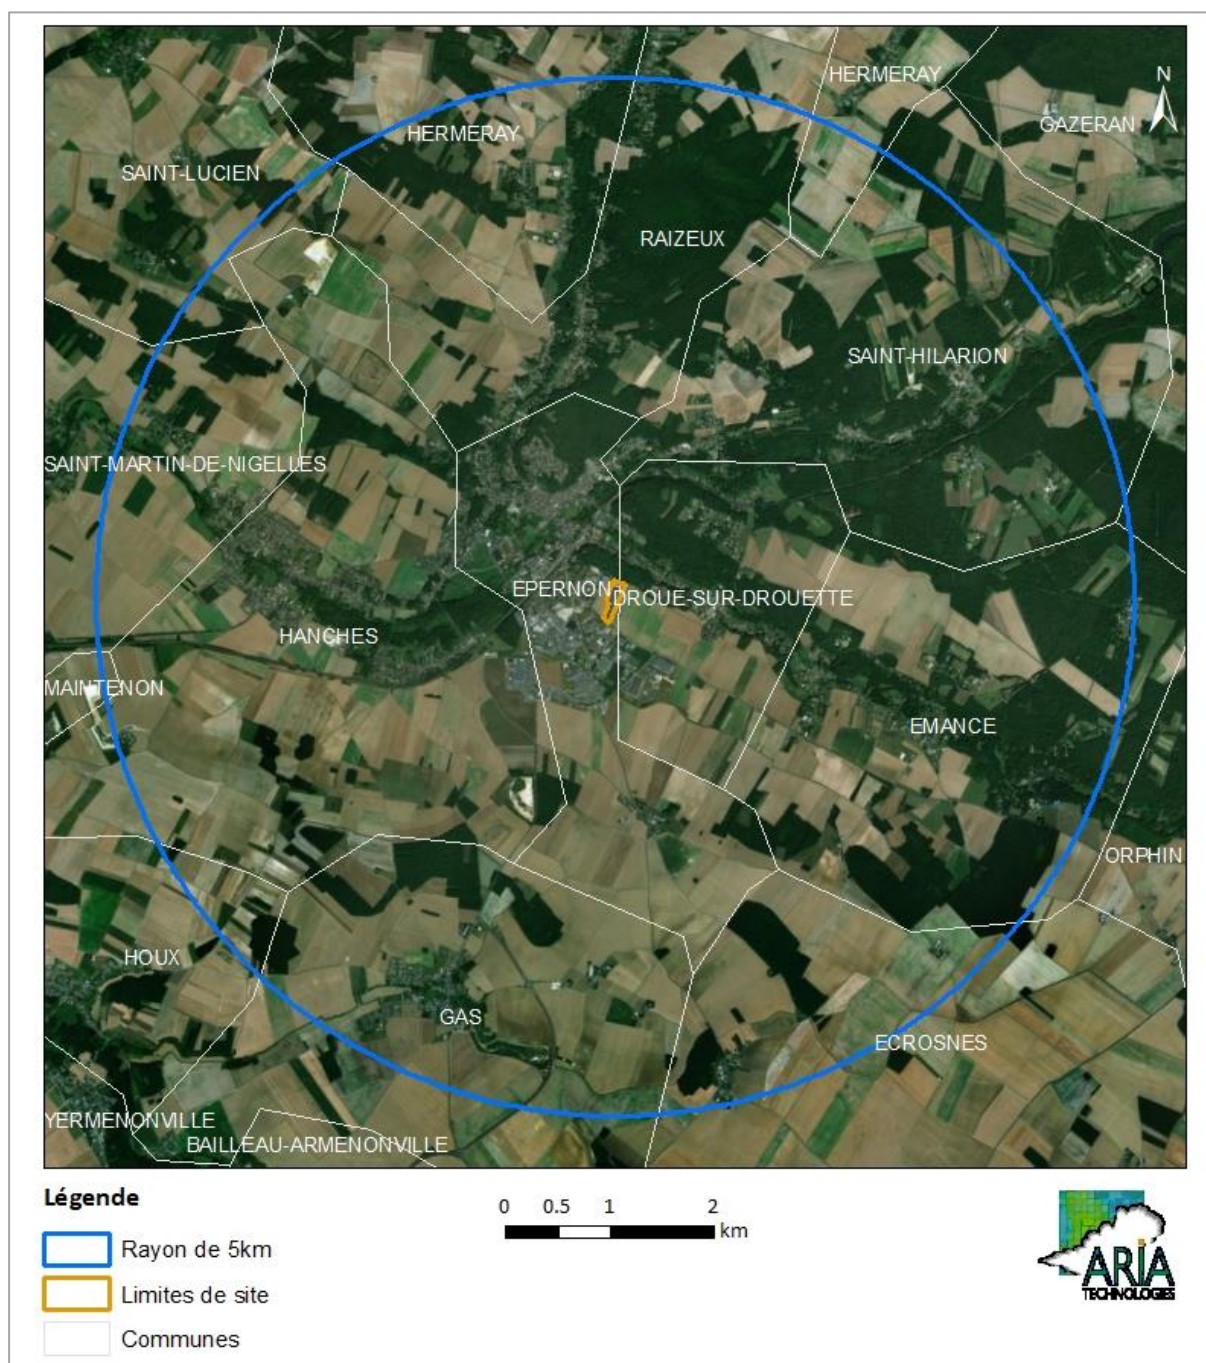 HERMERAY
N
GAZERAN
HERMERAY
SAINT-LUCIEN
RAIZEUX
SAINT-HILARION
SAINT-MARTIN-DE-NIGELLES
EPERNON
DROUE-SUR-DROUETTE
HANCHES
MAINTENON
EMANCE
ORPHIN
HOUX
GAS
ECROSNES
YERMENONVILLE
BAILLEAU-ARMENONVILLE
Légende
Rayon de 5km
Limites de site
Communes
0 0.5 1 2
km
ARIA
TECHNOLOGIES